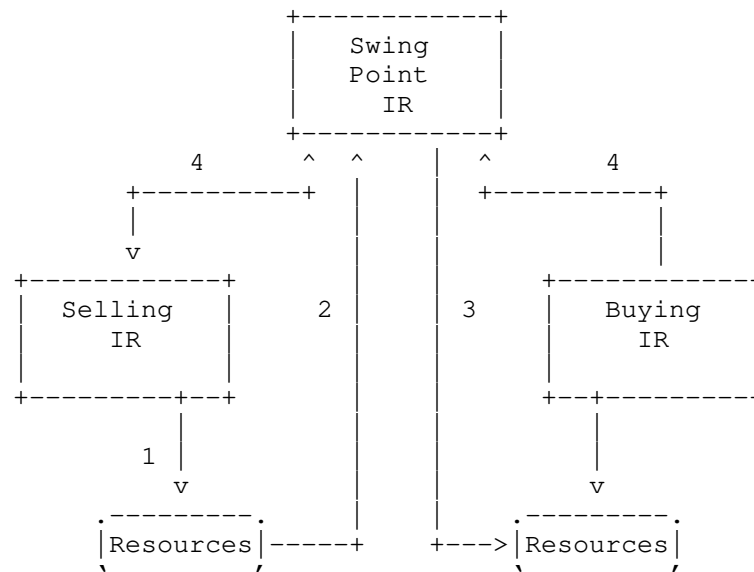 Swing
Point
IR
4 4
Selling 2 3 Buying
IR IR
1
Resources Resources